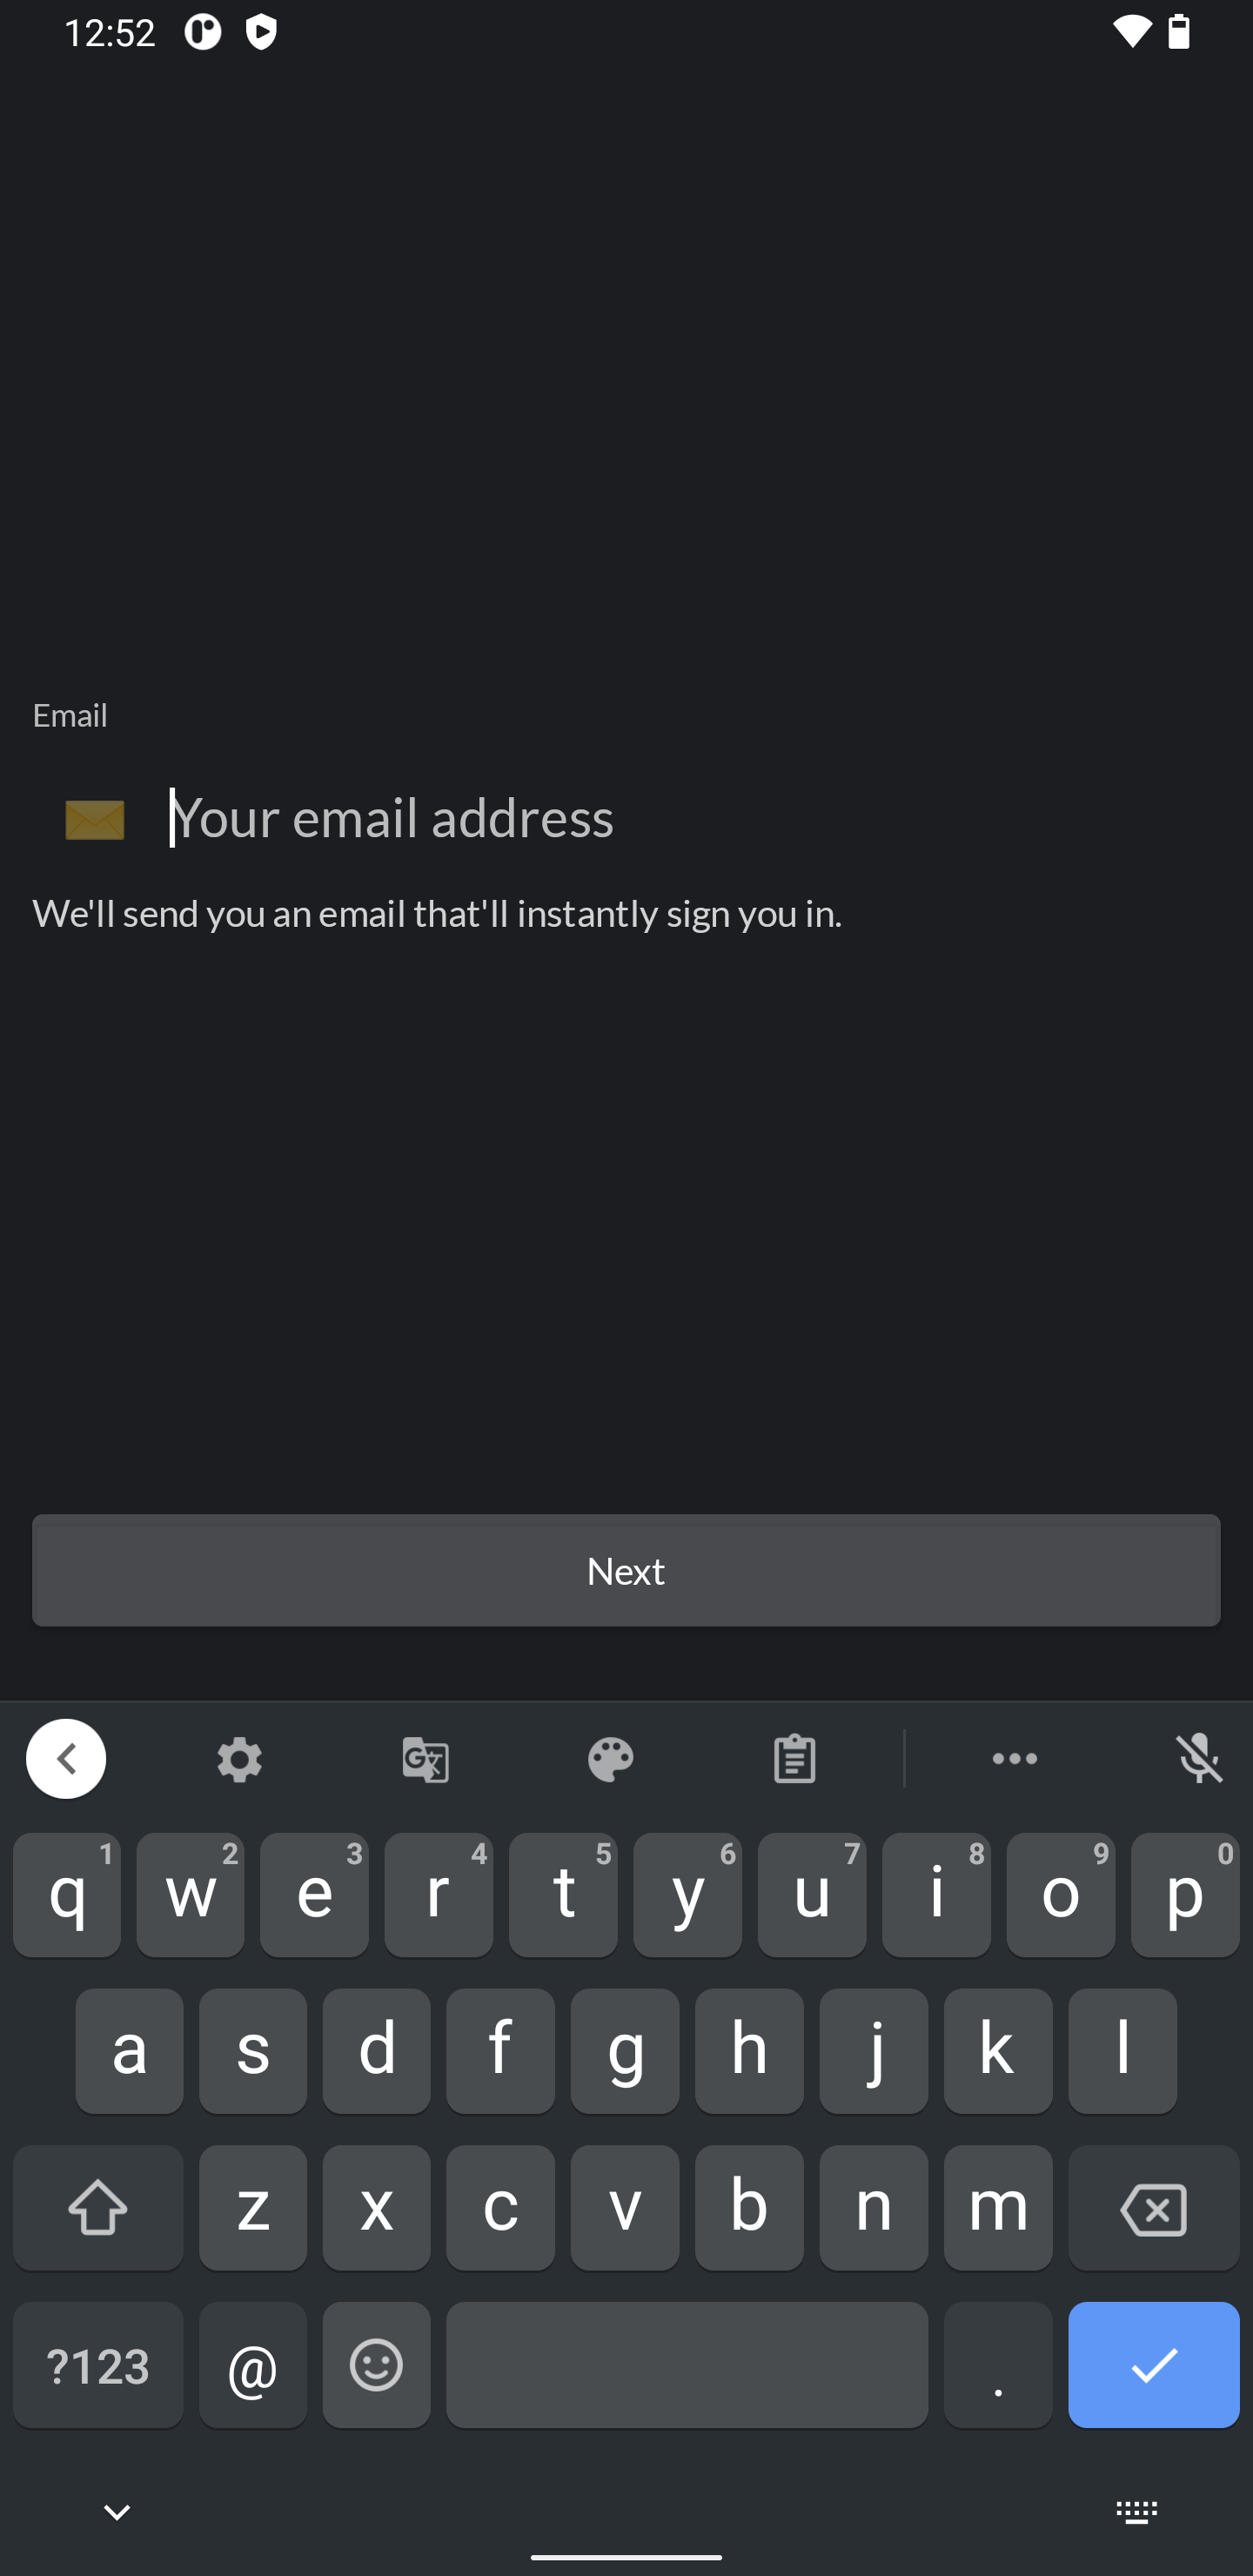 12:52
Email
Your email address
We'll send you an email that'll instantly sign you in.
Next
q 1 w 2 e 3 r 4 t 5 y 6 u 7 i 8 o 9 p 0
a s d f g h j k l
z x c v b n m
?123 @ .